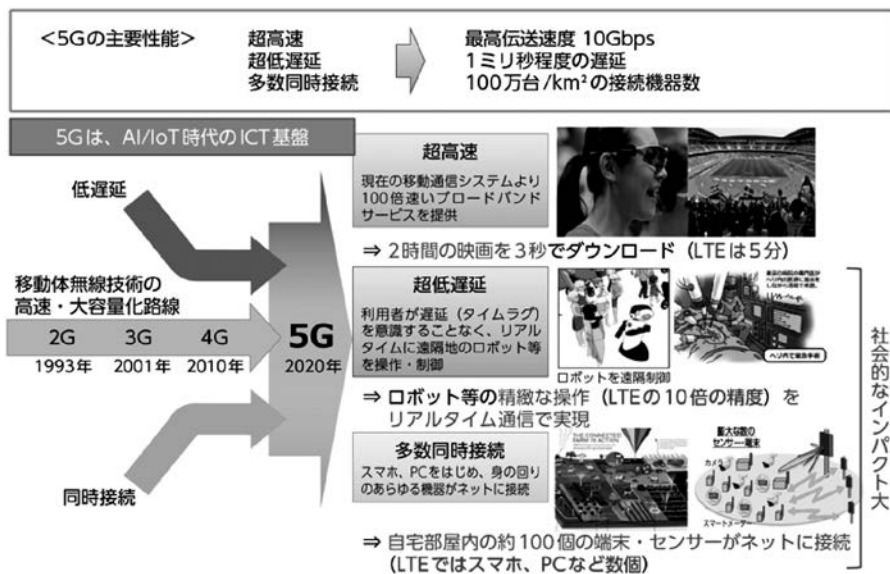 <5Gの主要性能>
超高速
超低遅延
多数同時接続
最高伝送速度 10Gbps
1ミリ秒程度の遅延
100万台/km²の接続機器数
5Gは、AI/IoT時代のICT基盤
低遅延
移動体無線技術の
高速・大容量化路線
2G
3G
4G
5G
1993年
2001年
2010年
2020年
同時接続
超高速
現在の移動通信システムより
100倍速いブロードバンド
サービスを提供
⇒ 2時間の映画を3秒でダウンロード(LTEは5分)
超低遅延
利用者が遅延(タイムラグ)
を意識することなく、リアル
タイムに遠隔地のロボット等
を操作・制御
ロボットを遠隔制御
ヘリ内で緊急手術
⇒ ロボット等の精緻な操作(LTEの10倍の精度)を
リアルタイム通信で実現
多数同時接続
スマホ、PCをはじめ、身の回り
のあらゆる機器がネットに接続
膨大な数の
センサー・端末
カメラ
スマートメーター
⇒ 自宅部屋内の約100個の端末・センサーがネットに接続
(LTEではスマホ、PCなど数個)
社会的なインパクト大